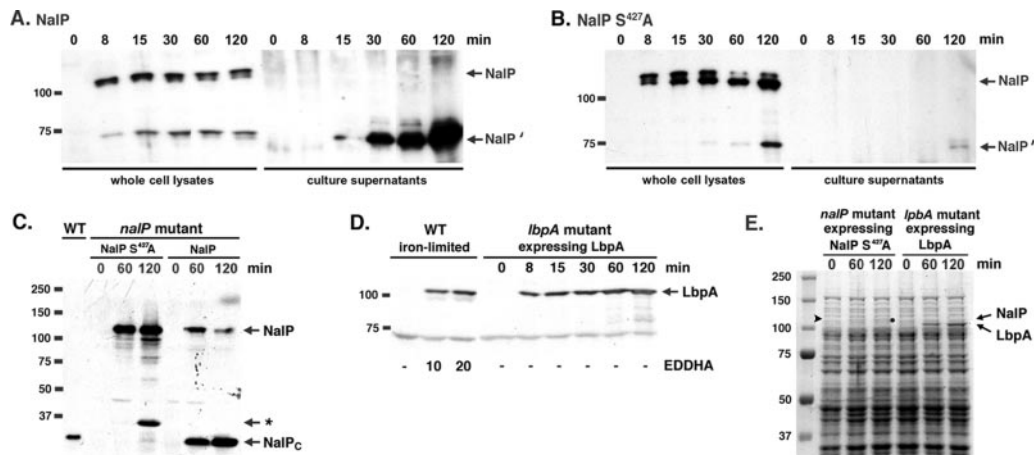 A. NalP
0 8 15 30 60 120 15 30 60 120 min
NalP
100
75
NalP'
whole cell lysates culture supernatants
B. NalP S427A
0 8 15 30 60 120 0 8 15 30 60 120 min
NalP
100
75
NalP'
whole cell lysates culture supernatants
C.
WT nalP mutant
NalP S427A NalP
0 60 120 0 60 120 min
250
150
100
75
50
37
NalP
*
NalPC
D.
WT iron-limited
lbpA mutant expressing LbpA
0 8 15 30 60 120 min
100
75
LbpA
- 10 20 - - - - - - EDDHA
E.
nalP mutant expressing NalP S427A
lpbA mutant expressing LbpA
0 60 120 0 60 120 min
250
150
100
75
50
37
NalP
LbpA